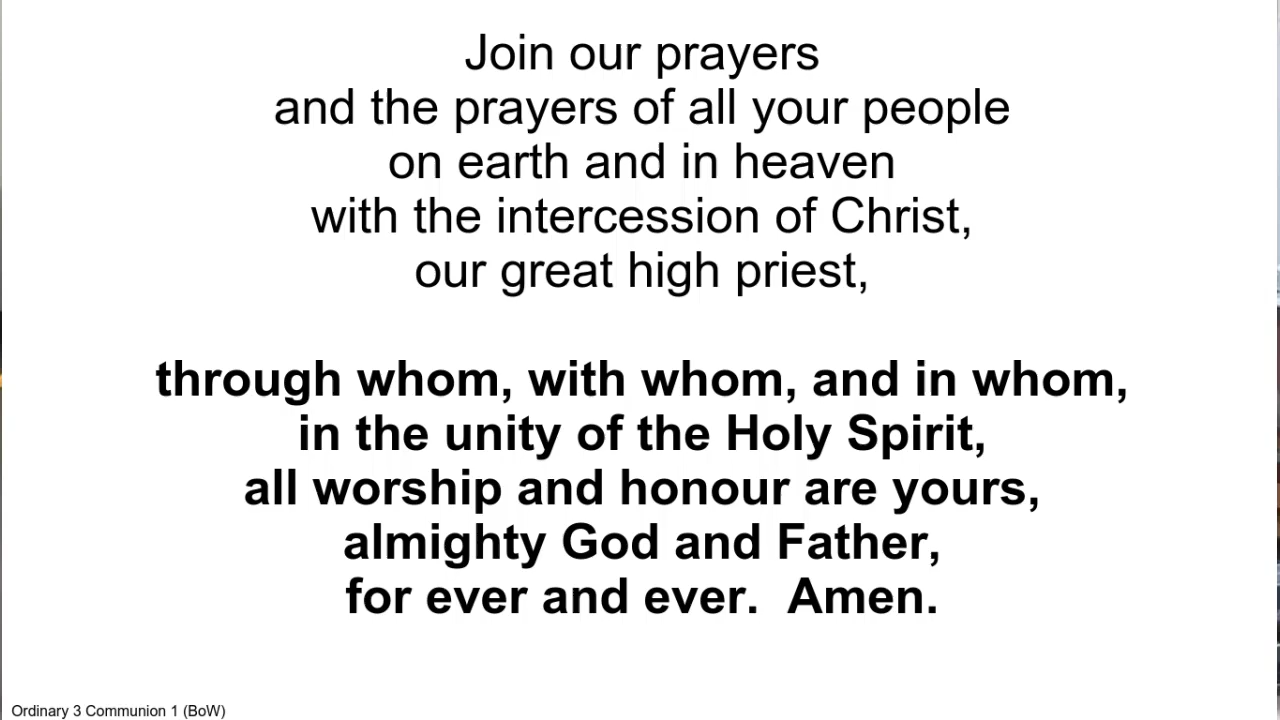 Join our prayers
and the prayers of all your people
on earth and in heaven
with the intercession of Christ,
our great high priest,
through whom, with whom, and in whom,
in the unity of the Holy Spirit,
all worship and honour are yours,
almighty God and Father,
for ever and ever.  Amen.
Ordinary 3 Communion 1 (BoW)